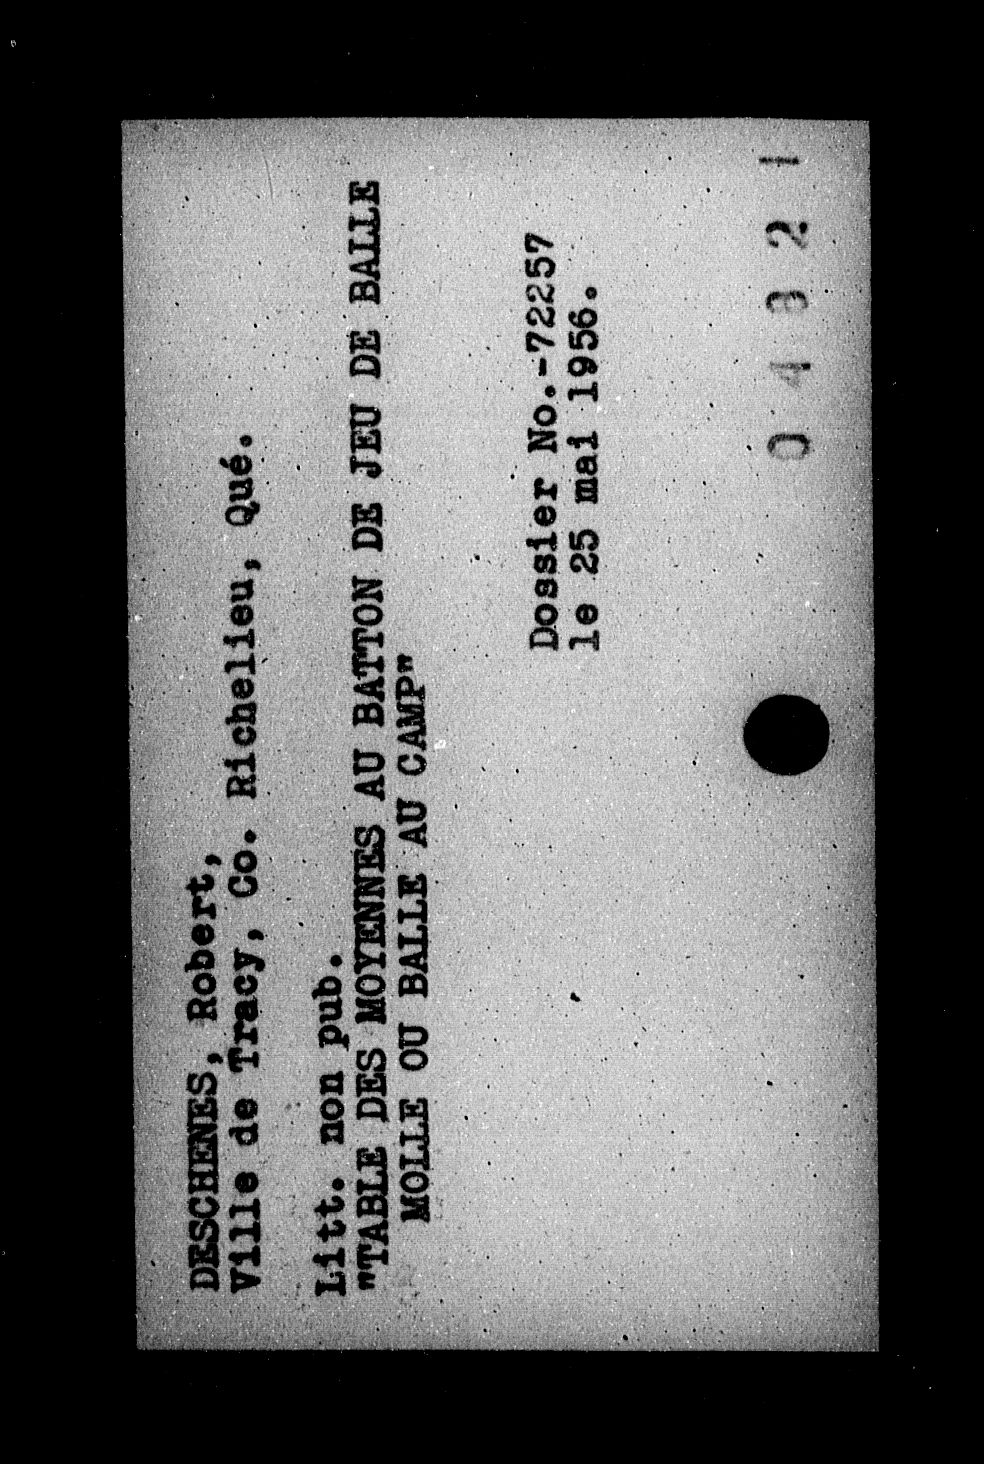 DESCHENES, Robert,
Ville de Tracy, Co. Richelieu, Qué.
Litt. non pub.
"TABLE DES MOYENNES AU BATTON DE JEU DE BALLE
MOLLE OU BALLE AU CAMP"
Dossier No.-72257
le 25 mai 1956.
0 4 8 2 1